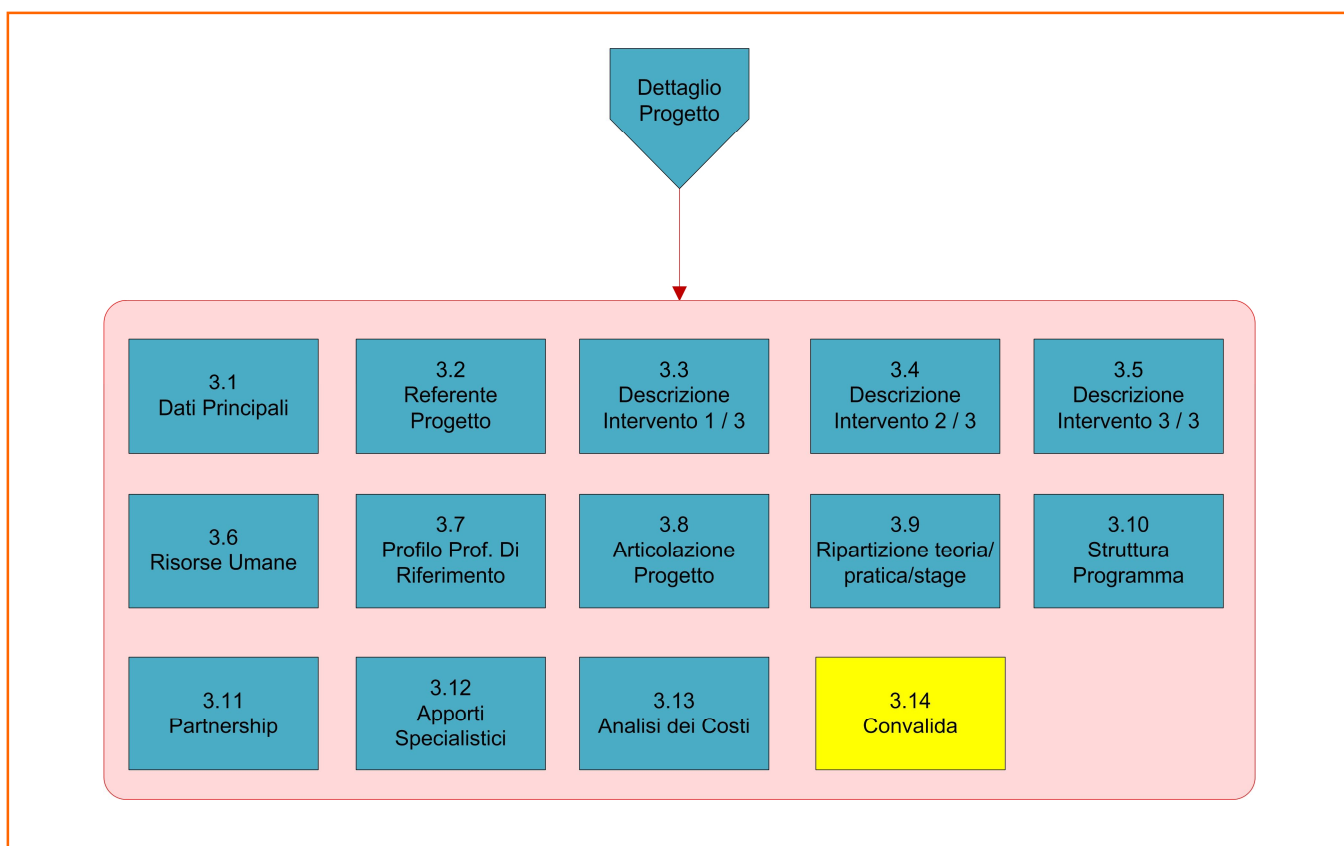 Dettaglio
Progetto
3.1
Dati Principali
3.2
Referente
Progetto
3.3
Descrizione
Intervento 1 / 3
3.4
Descrizione
Intervento 2 / 3
3.5
Descrizione
Intervento 3 / 3
3.6
Risorse Umane
3.7
Profilo Prof. Di
Riferimento
3.8
Articolazione
Progetto
3.9
Ripartizione teoria/
pratica/stage
3.10
Struttura
Programma
3.11
Partnership
3.12
Apporti
Specialistici
3.13
Analisi dei Costi
3.14
Convalida